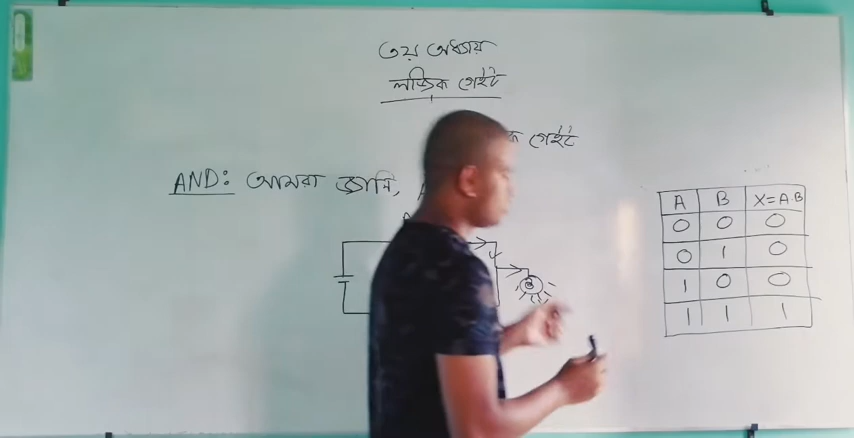 ৩য় অধ্যায়
লজিক গেইট
ক গেইট
AND: আমরা জানি,
A B X=A.B
0 0 0
0 1 0
1 0 0
1 1 1